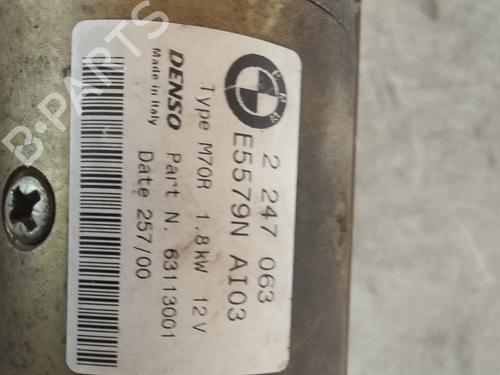 BMW
2 247 063
E5579N AI03
Type M70R 1.8kW 12V
DENSO Part N. 63113001
Made in Italy Date 257/00
B-PARTS